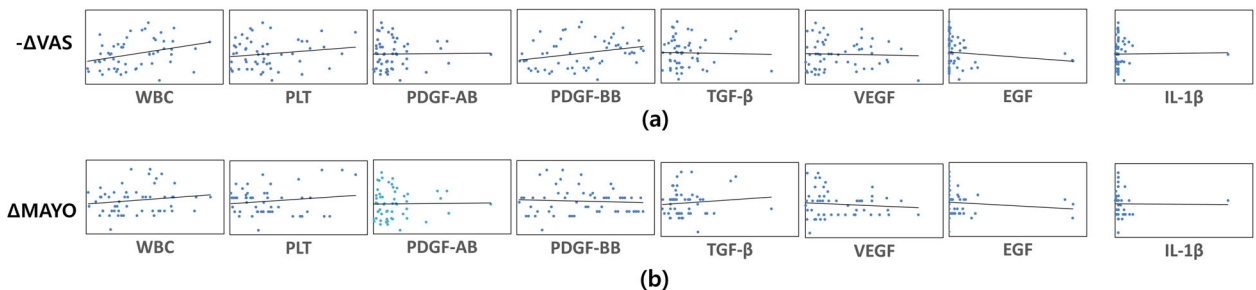 -ΔVAS
WBC PLT PDGF-AB PDGF-BB TGF-β VEGF EGF IL-1β
(a)
ΔMAYO
WBC PLT PDGF-AB PDGF-BB TGF-β VEGF EGF IL-1β
(b)